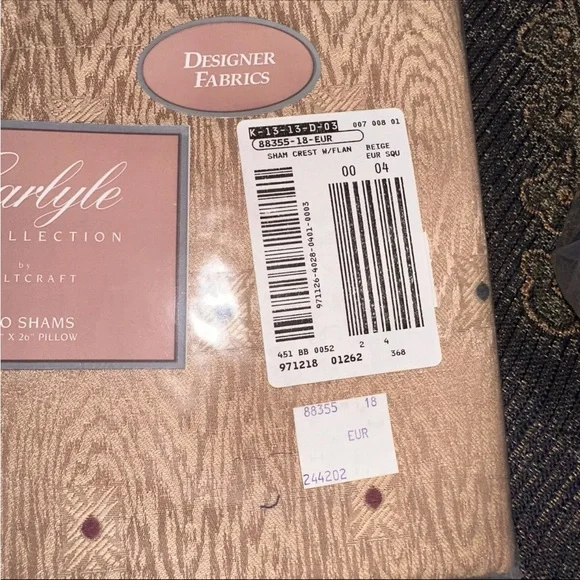 DESIGNER
FABRICS
arlyle
LLECTION
by
LTCRAFT
O SHAMS
" X 26" PILLOW
K-13-13-D-03 007 008 01
88355-18-EUR
SHAM CREST W/FLAN BEIGE
EUR SQU
00 04
971126-4028-0401-0003
451 BB 0052 2 4
971218 01262 368
88355 18
EUR
244202